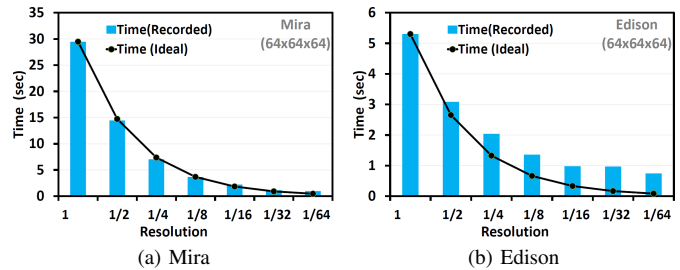 35
30
25
20
15
10
5
0
Time (sec)
Time(Recorded)
Time (Ideal)
Mira
(64x64x64)
1 1/2 1/4 1/8 1/16 1/32 1/64
Resolution
(a) Mira
6
5
4
3
2
1
0
Time (sec)
Time(Recorded)
Time (Ideal)
Edison
(64x64x64)
1 1/2 1/4 1/8 1/16 1/32 1/64
Resolution
(b) Edison